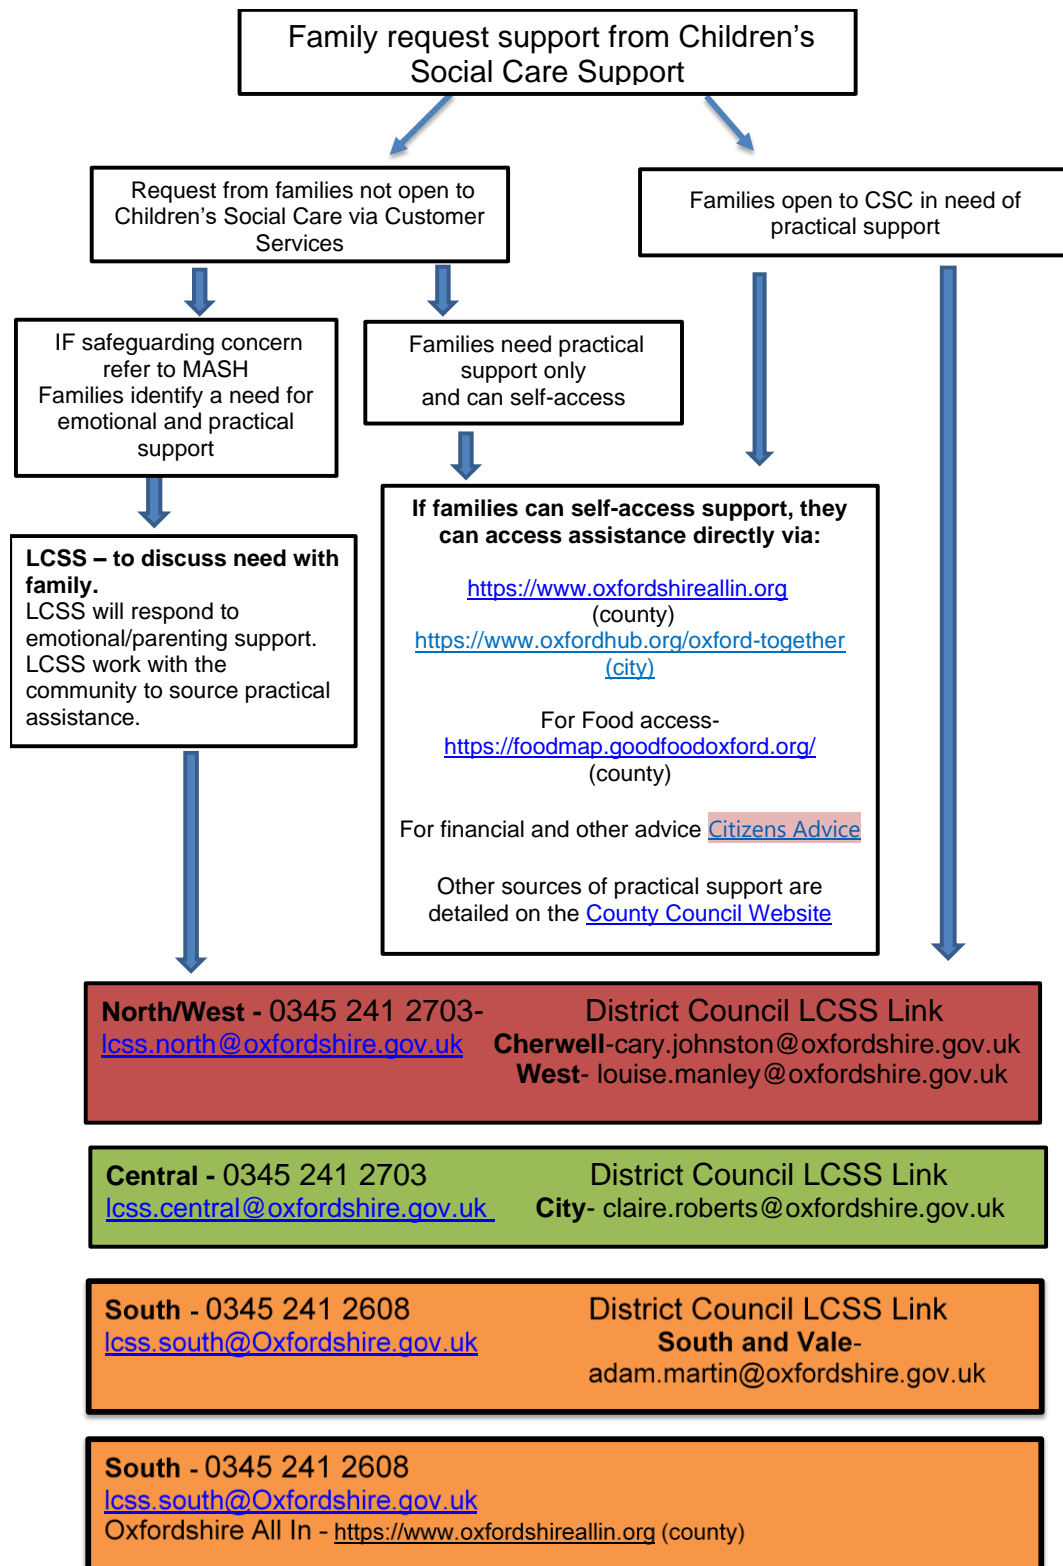 Family request support from Children's
Social Care Support
Request from families not open to
Children's Social Care via Customer
Services
Families open to CSC in need of
practical support
IF safeguarding concern
refer to MASH
Families identify a need for
emotional and practical
support
Families need practical
support only
and can self-access
LCSS – to discuss need with
family.
LCSS will respond to
emotional/parenting support.
LCSS work with the
community to source practical
assistance.
If families can self-access support, they
can access assistance directly via:
https://www.oxfordshireallin.org
(county)
https://www.oxfordhub.org/oxford-together
(city)
For Food access-
https://foodmap.goodfoodoxford.org/
(county)
For financial and other advice Citizens Advice
Other sources of practical support are
detailed on the County Council Website
North/West - 0345 241 2703-
lcss.north@oxfordshire.gov.uk
District Council LCSS Link
Cherwell-cary.johnston@oxfordshire.gov.uk
West- louise.manley@oxfordshire.gov.uk
Central - 0345 241 2703
lcss.central@oxfordshire.gov.uk
District Council LCSS Link
City- claire.roberts@oxfordshire.gov.uk
South - 0345 241 2608
lcss.south@Oxfordshire.gov.uk
District Council LCSS Link
South and Vale-
adam.martin@oxfordshire.gov.uk
South - 0345 241 2608
lcss.south@Oxfordshire.gov.uk
Oxfordshire All In - https://www.oxfordshireallin.org (county)